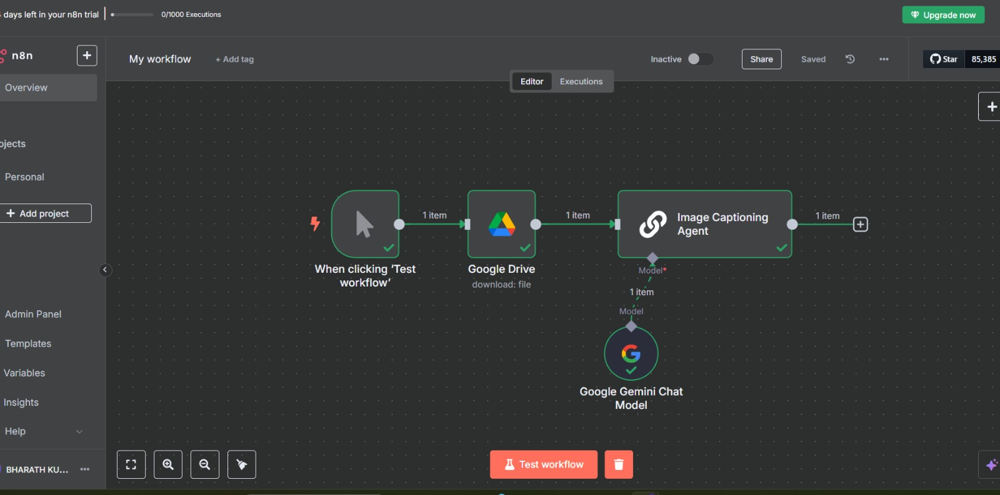 days left in your n8n trial
0/1000 Executions
Upgrade now
n8n
My workflow
+ Add tag
Inactive
Share
Saved
Star
85,385
Editor
Executions
Overview
ojects
Personal
+ Add project
Admin Panel
Templates
Variables
Insights
Help
BHARATH KU...
1 item
1 item
1 item
Image Captioning
Agent
When clicking ‘Test
workflow’
Google Drive
download: file
Model*
1 item
Model
Google Gemini Chat
Model
Test workflow